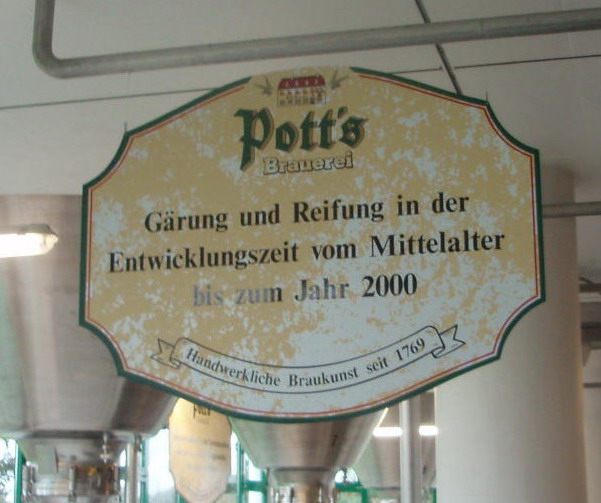 Pott's
Brauerei
Gärung und Reifung in der
Entwicklungszeit vom Mittelalter
bis zum Jahr 2000
Handwerkliche Braukunst seit 1769